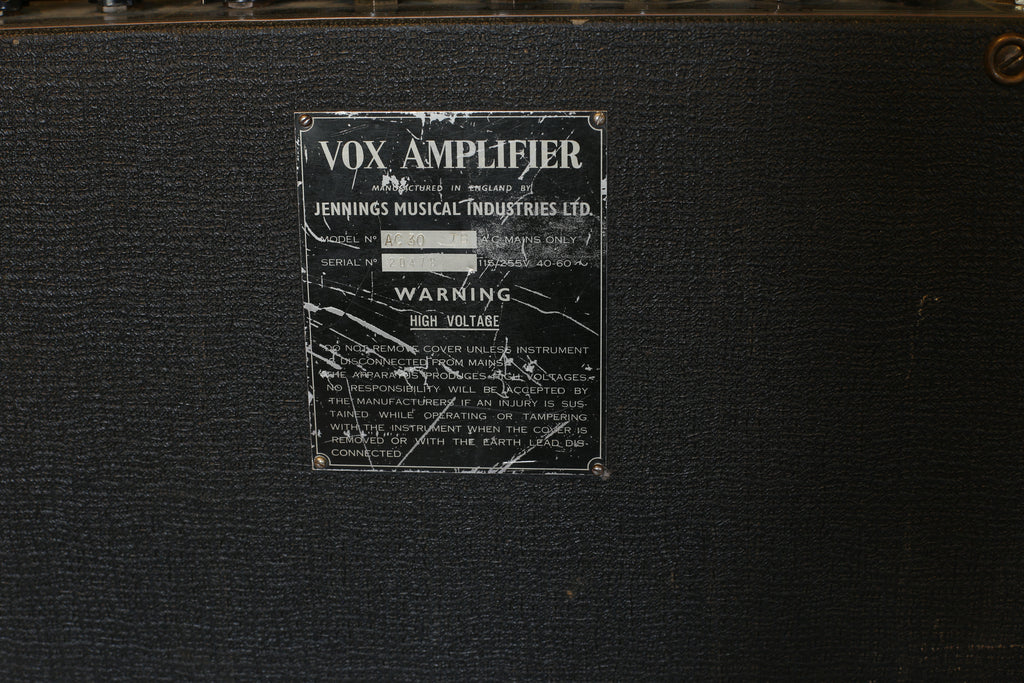 VOX AMPLIFIER
MANUFACTURED IN ENGLAND BY
JENNINGS MUSICAL INDUSTRIES LTD.
MODEL Nº AC 30 A.C. MAINS ONLY
SERIAL Nº 115/255V 40-60~
WARNING
HIGH VOLTAGE
DO NOT REMOVE COVER UNLESS INSTRUMENT
IS DISCONNECTED FROM MAINS
THE APPARATUS PRODUCES HIGH VOLTAGES
NO RESPONSIBILITY WILL BE ACCEPTED BY
THE MANUFACTURERS IF AN INJURY IS SUS-
TAINED WHILE OPERATING OR TAMPERING
WITH THE INSTRUMENT WHEN THE COVER IS
REMOVED OR WITH THE EARTH LEAD DIS-
CONNECTED